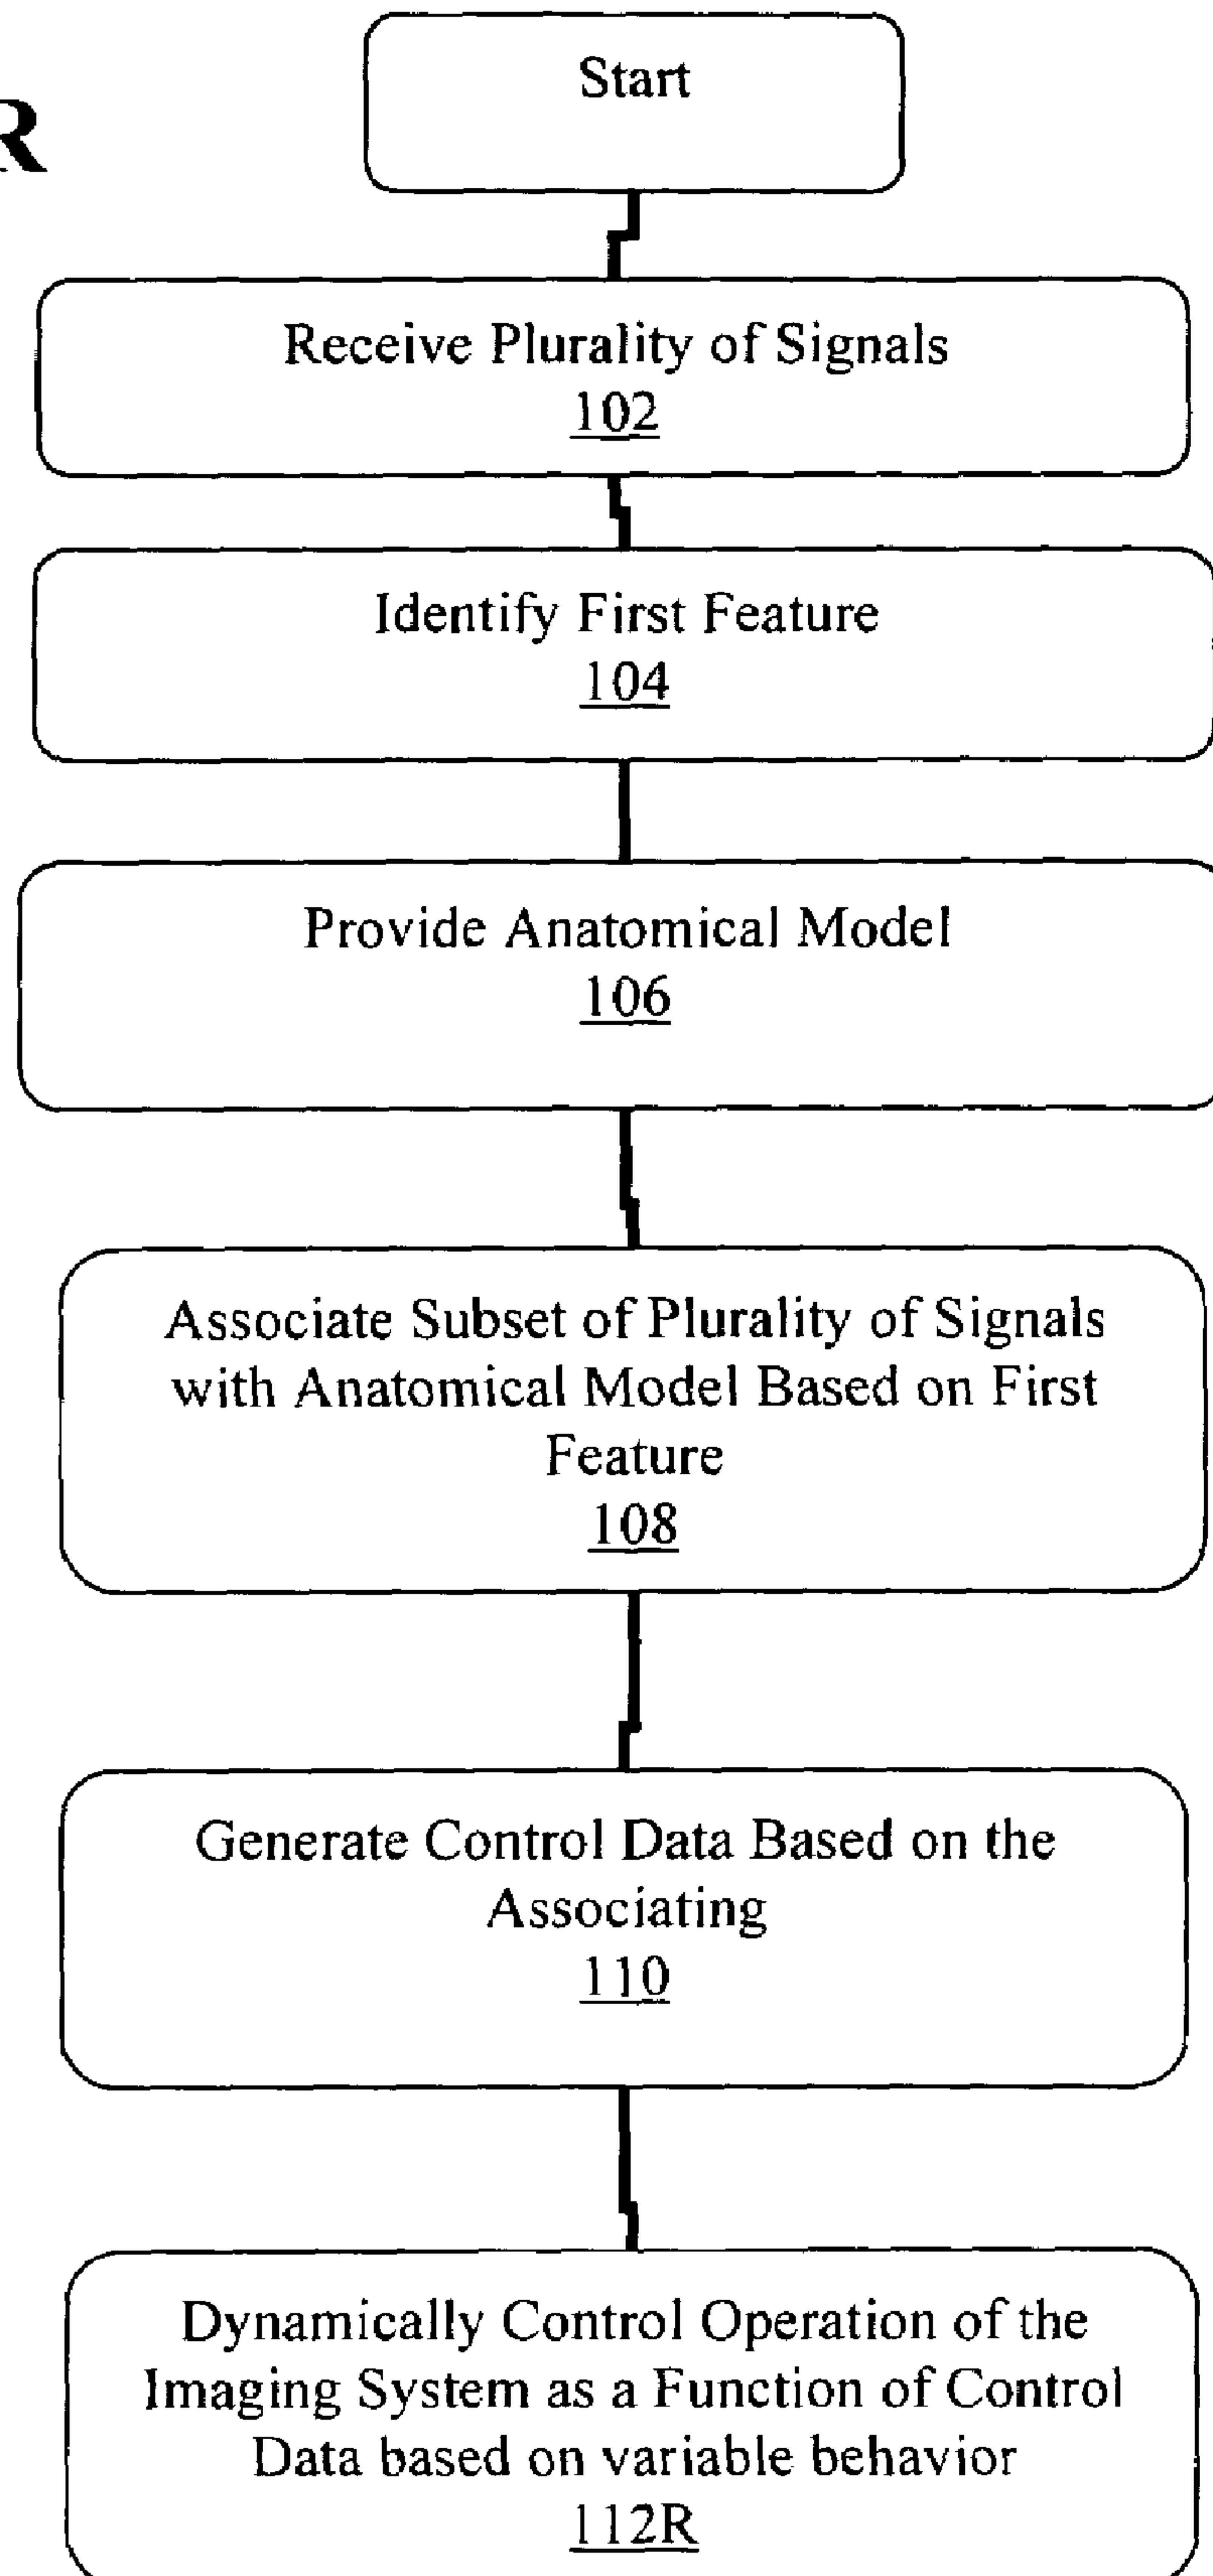 R
Start
Receive Plurality of Signals
102
Identify First Feature
104
Provide Anatomical Model
106
Associate Subset of Plurality of Signals
with Anatomical Model Based on First
Feature
108
Generate Control Data Based on the
Associating
110
Dynamically Control Operation of the
Imaging System as a Function of Control
Data based on variable behavior
112R